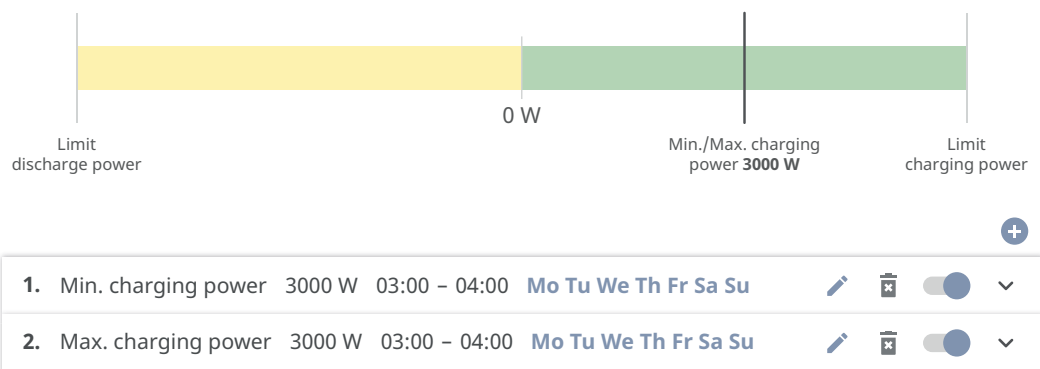 0 W
Limit
discharge power
Min./Max. charging
power 3000 W
Limit
charging power
1. Min. charging power 3000 W 03:00 – 04:00 Mo Tu We Th Fr Sa Su
2. Max. charging power 3000 W 03:00 – 04:00 Mo Tu We Th Fr Sa Su